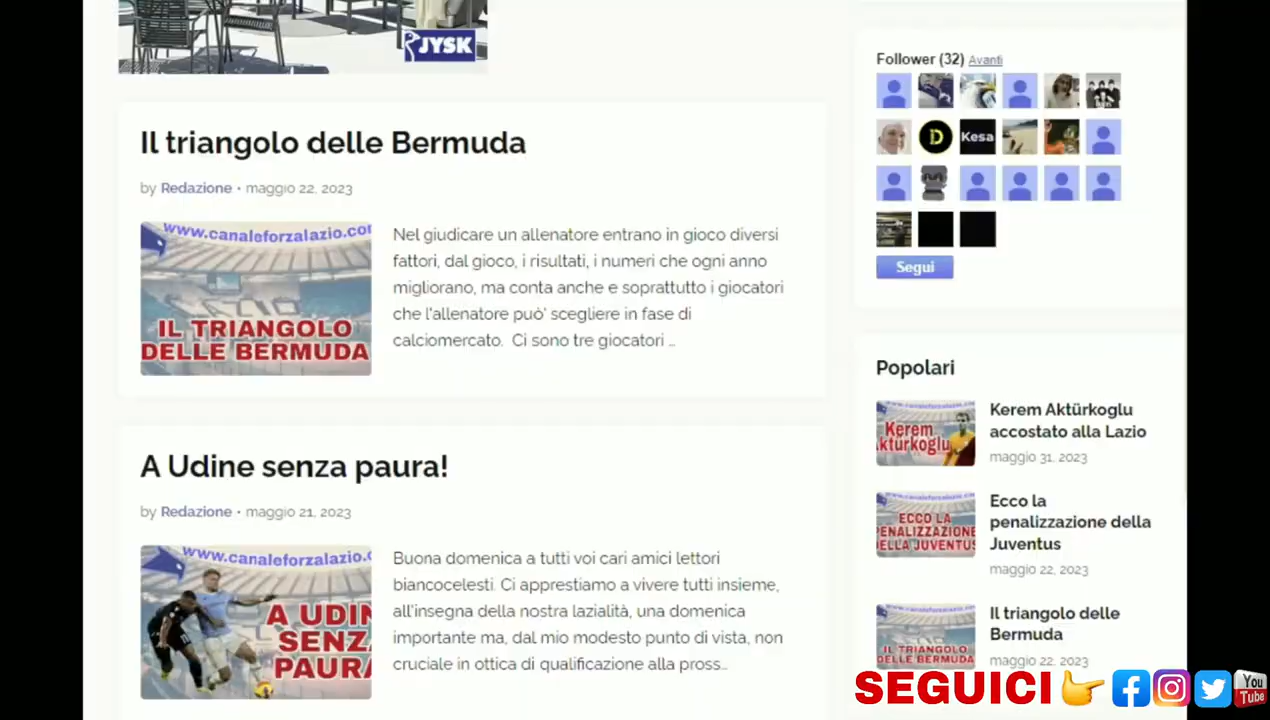 JYSK
Il triangolo delle Bermuda
by Redazione • maggio 22, 2023
www.canaleforzalazio.com
IL TRIANGOLO
DELLE BERMUDA
Nel giudicare un allenatore entrano in gioco diversi
fattori, dal gioco, i risultati, i numeri che ogni anno
migliorano, ma conta anche e soprattutto i giocatori
che l'allenatore può' scegliere in fase di
calciomercato. Ci sono tre giocatori ...
A Udine senza paura!
by Redazione • maggio 21, 2023
www.canaleforzalazio.c
A UDIN
SENZ
PAURA
Buona domenica a tutti voi cari amici lettori
biancocelesti. Ci apprestiamo a vivere tutti insieme,
all'insegna della nostra lazialità, una domenica
importante ma, dal mio modesto punto di vista, non
cruciale in ottica di qualificazione alla pross...
Follower (32) Avanti
D
Kesa
Segui
Popolari
Kerem
Aktürkoglu
Kerem Aktürkoglu
accostato alla Lazio
maggio 31, 2023
ECCO LA
PENALIZZAZIONE
DELLA JUVENTUS
Ecco la
penalizzazione della
Juventus
maggio 22, 2023
IL TRIANGOLO
DELLE BERMUDA
Il triangolo delle
Bermuda
maggio 22, 2023
SEGUICI
You
Tube